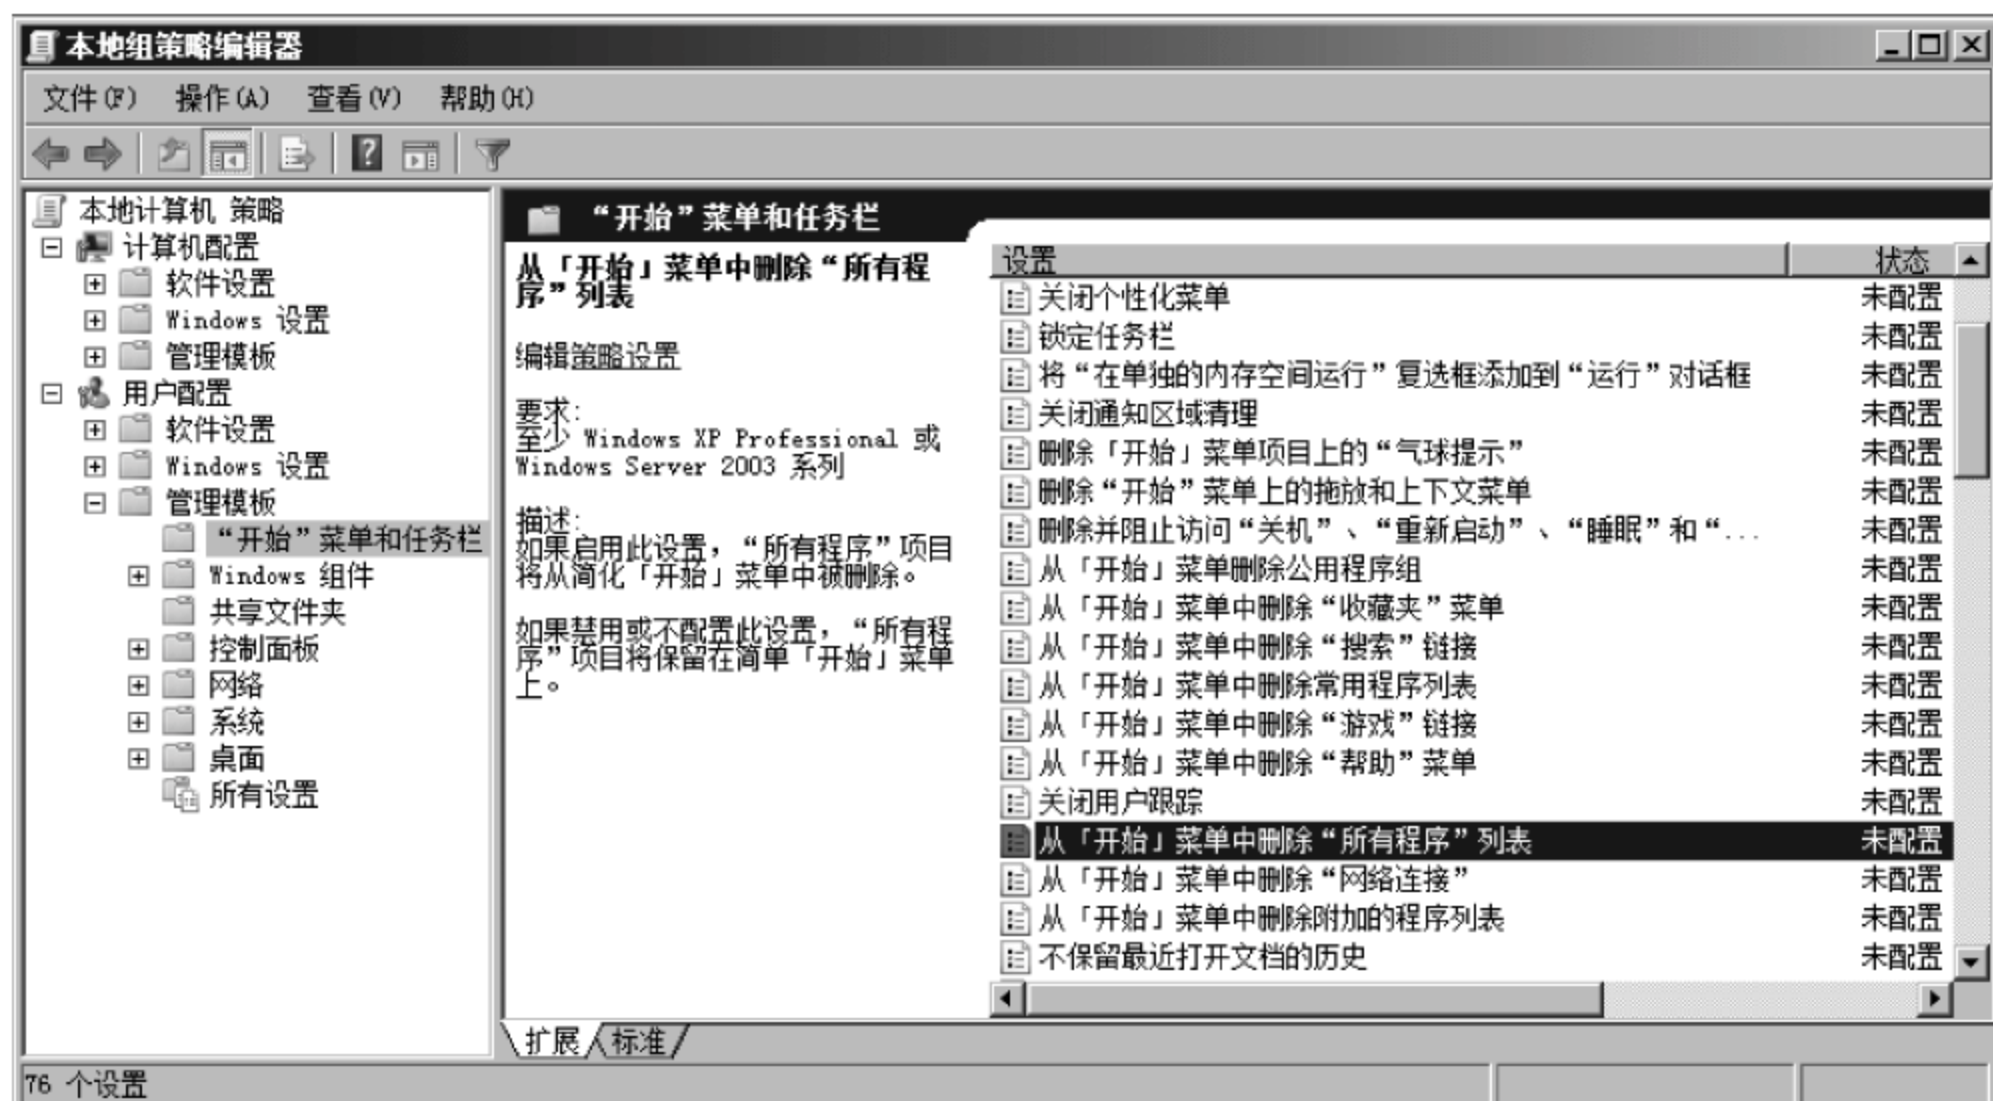 本地组策略编辑器
文件(F) 操作(A) 查看(V) 帮助(H)
本地计算机 策略
计算机配置
软件设置
Windows 设置
管理模板
用户配置
软件设置
Windows 设置
管理模板
“开始”菜单和任务栏
Windows 组件
共享文件夹
控制面板
网络
系统
桌面
所有设置
“开始”菜单和任务栏
从「开始」菜单中删除“所有程
序”列表
编辑策略设置
要求:
至少 Windows XP Professional 或
Windows Server 2003 系列
描述:
如果启用此设置，“所有程序”项目
将从简化「开始」菜单中被删除。
如果禁用或不配置此设置，“所有程
序”项目将保留在简单「开始」菜单
上。
设置 状态
关闭个性化菜单 未配置
锁定任务栏 未配置
将“在单独的内存空间运行”复选框添加到“运行”对话框 未配置
关闭通知区域清理 未配置
删除「开始」菜单项目上的“气球提示” 未配置
删除“开始”菜单上的拖放和上下文菜单 未配置
删除并阻止访问“关机”、“重新启动”、“睡眠”和“... 未配置
从「开始」菜单删除公用程序组 未配置
从「开始」菜单中删除“收藏夹”菜单 未配置
从「开始」菜单中删除“搜索”链接 未配置
从「开始」菜单中删除常用程序列表 未配置
从「开始」菜单中删除“游戏”链接 未配置
从「开始」菜单中删除“帮助”菜单 未配置
关闭用户跟踪 未配置
从「开始」菜单中删除“所有程序”列表 未配置
从「开始」菜单中删除“网络连接” 未配置
从「开始」菜单中删除附加的程序列表 未配置
不保留最近打开文档的历史 未配置
扩展 标准
76 个设置